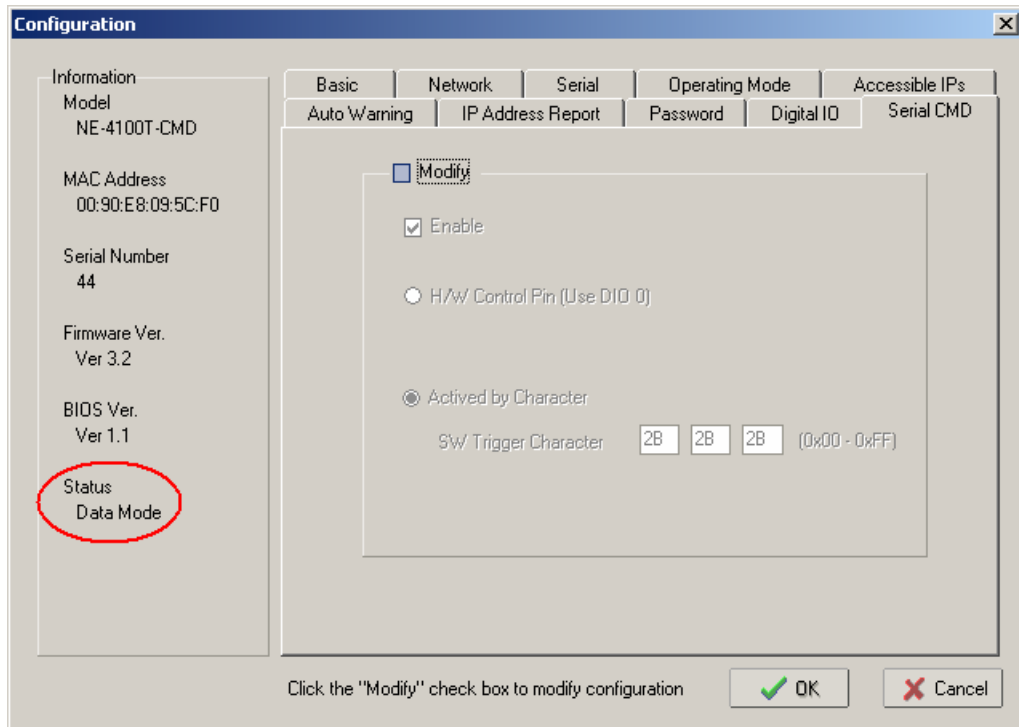 Configuration
Information
Model
NE-4100T-CMD
MAC Address
00:90:E8:09:5C:F0
Serial Number
44
Firmware Ver.
Ver 3.2
BIOS Ver.
Ver 1.1
Status
Data Mode
Basic Network Serial Operating Mode Accessible IPs
Auto Warning IP Address Report Password Digital IO Serial CMD
Modify
Enable
H/W Control Pin (Use DIO 0)
Actived by Character
SW Trigger Character 2B 2B 2B (0x00 - 0xFF)
Click the "Modify" check box to modify configuration OK Cancel